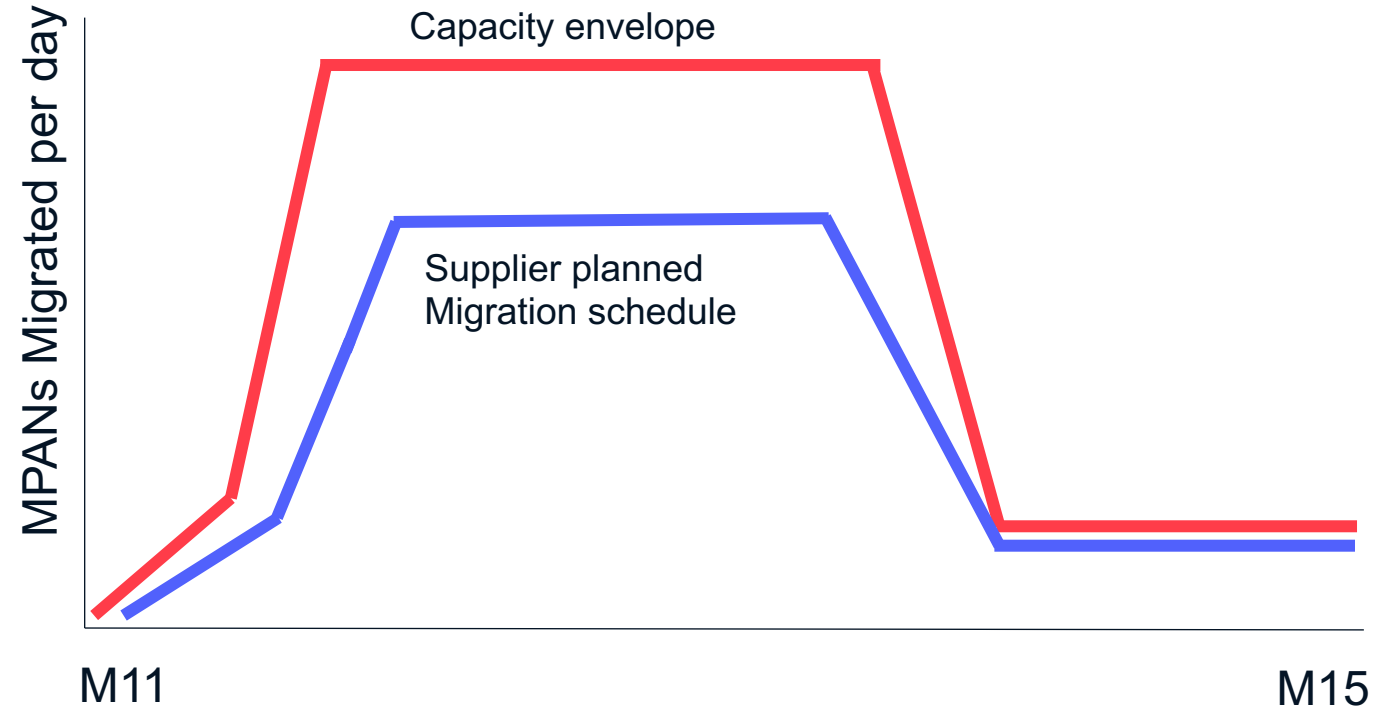 Capacity envelope
MPANs Migrated per day
Supplier planned
Migration schedule
M11
M15